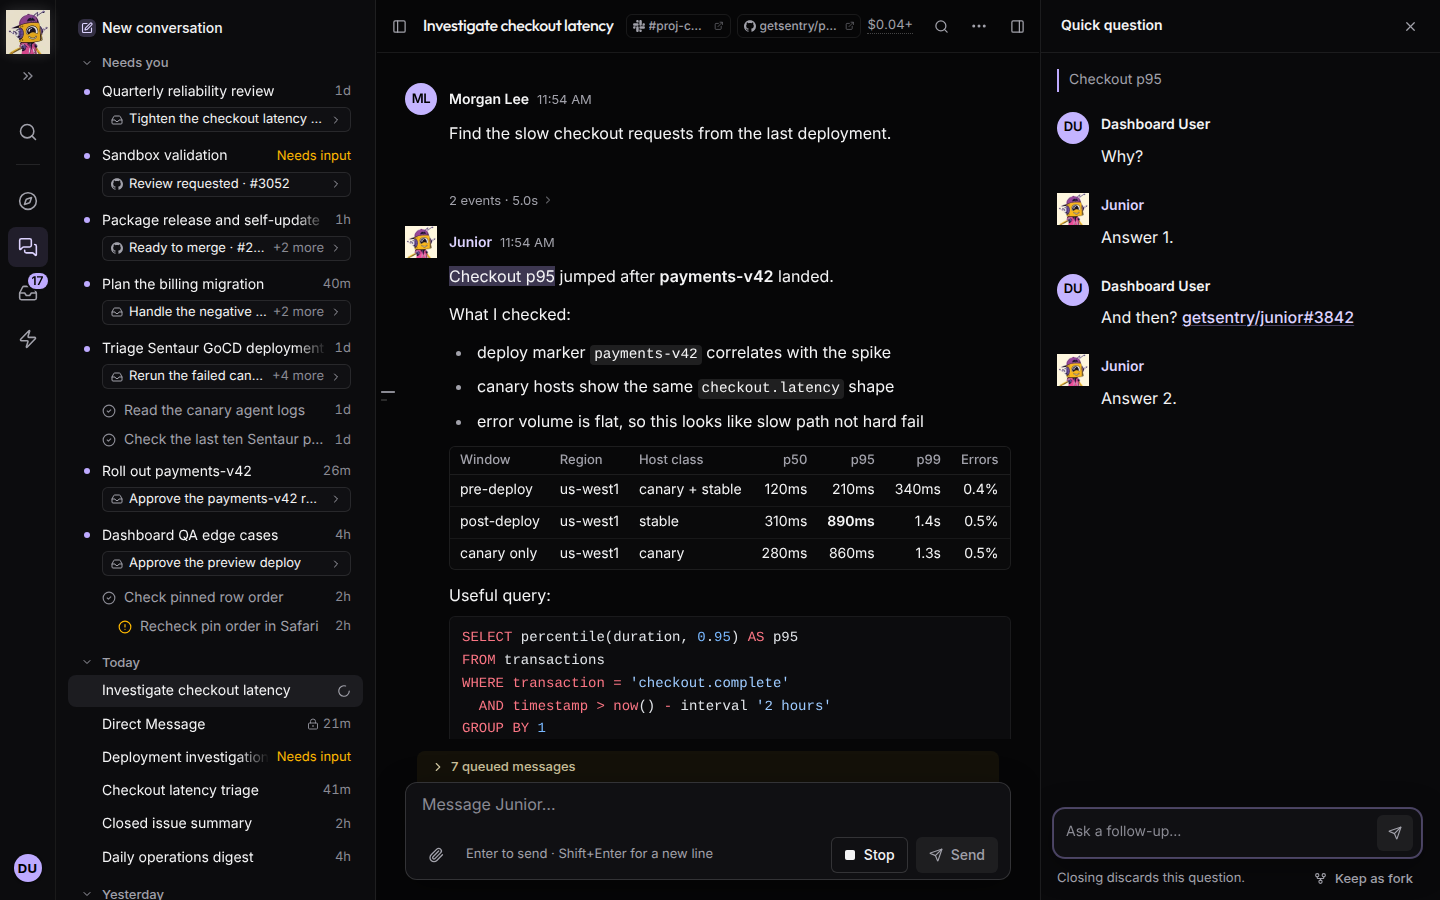 New conversation
Needs you
Quarterly reliability review 1d
Tighten the checkout latency ...
Sandbox validation Needs input
Review requested · #3052
Package release and self-update 1h
Ready to merge · #2... +2 more
Plan the billing migration 40m
Handle the negative ... +2 more
Triage Sentaur GoCD deployment 1d
Rerun the failed can... +4 more
Read the canary agent logs 1d
Check the last ten Sentaur p... 1d
Roll out payments-v42 26m
Approve the payments-v42 r...
Dashboard QA edge cases 4h
Approve the preview deploy
Check pinned row order 2h
Recheck pin order in Safari 2h
Today
Investigate checkout latency
Direct Message 21m
Deployment investigation Needs input
Checkout latency triage 41m
Closed issue summary 2h
Daily operations digest 4h
Yesterday
17
DU
Investigate checkout latency #proj-c... getsentry/p... $0.04+
ML Morgan Lee 11:54 AM
Find the slow checkout requests from the last deployment.
2 events · 5.0s
Junior 11:54 AM
Checkout p95 jumped after payments-v42 landed.
What I checked:
• deploy marker payments-v42 correlates with the spike
• canary hosts show the same checkout.latency shape
• error volume is flat, so this looks like slow path not hard fail
Window Region Host class p50 p95 p99 Errors
pre-deploy us-west1 canary + stable 120ms 210ms 340ms 0.4%
post-deploy us-west1 stable 310ms 890ms 1.4s 0.5%
canary only us-west1 canary 280ms 860ms 1.3s 0.5%
Useful query:
SELECT percentile(duration, 0.95) AS p95
FROM transactions
WHERE transaction = 'checkout.complete'
AND timestamp > now() - interval '2 hours'
GROUP BY 1
7 queued messages
Message Junior...
Enter to send · Shift+Enter for a new line
Stop
Send
Quick question
Checkout p95
DU Dashboard User
Why?
Junior
Answer 1.
DU Dashboard User
And then? getsentry/junior#3842
Junior
Answer 2.
Ask a follow-up...
Closing discards this question. Keep as fork